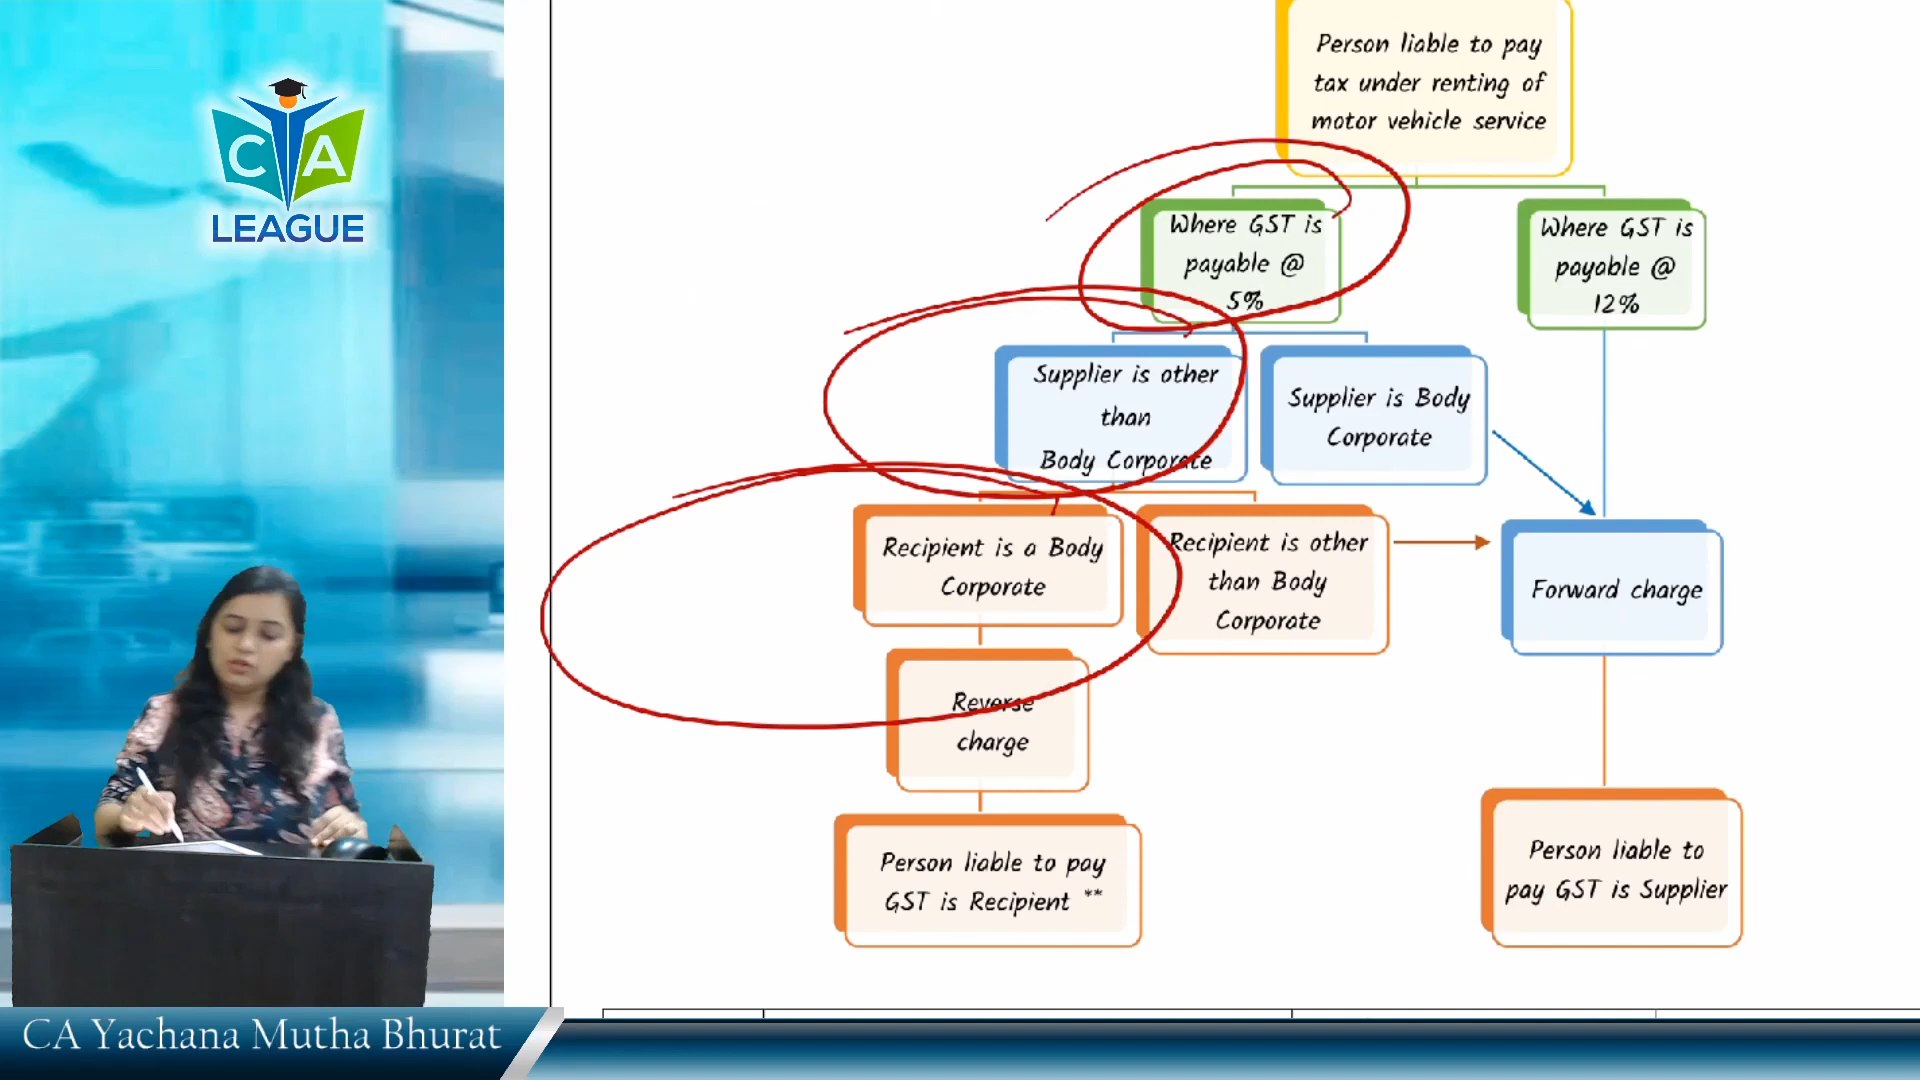 C A
LEAGUE
Person liable to pay
tax under renting of
motor vehicle service
Where GST is
payable @
5%
Where GST is
payable @
12%
Supplier is other
than
Body Corporate
Supplier is Body
Corporate
Recipient is a Body
Corporate
Recipient is other
than Body
Corporate
Forward charge
Reverse
charge
Person liable to pay
GST is Recipient **
Person liable to
pay GST is Supplier
CA Yachana Mutha Bhurat